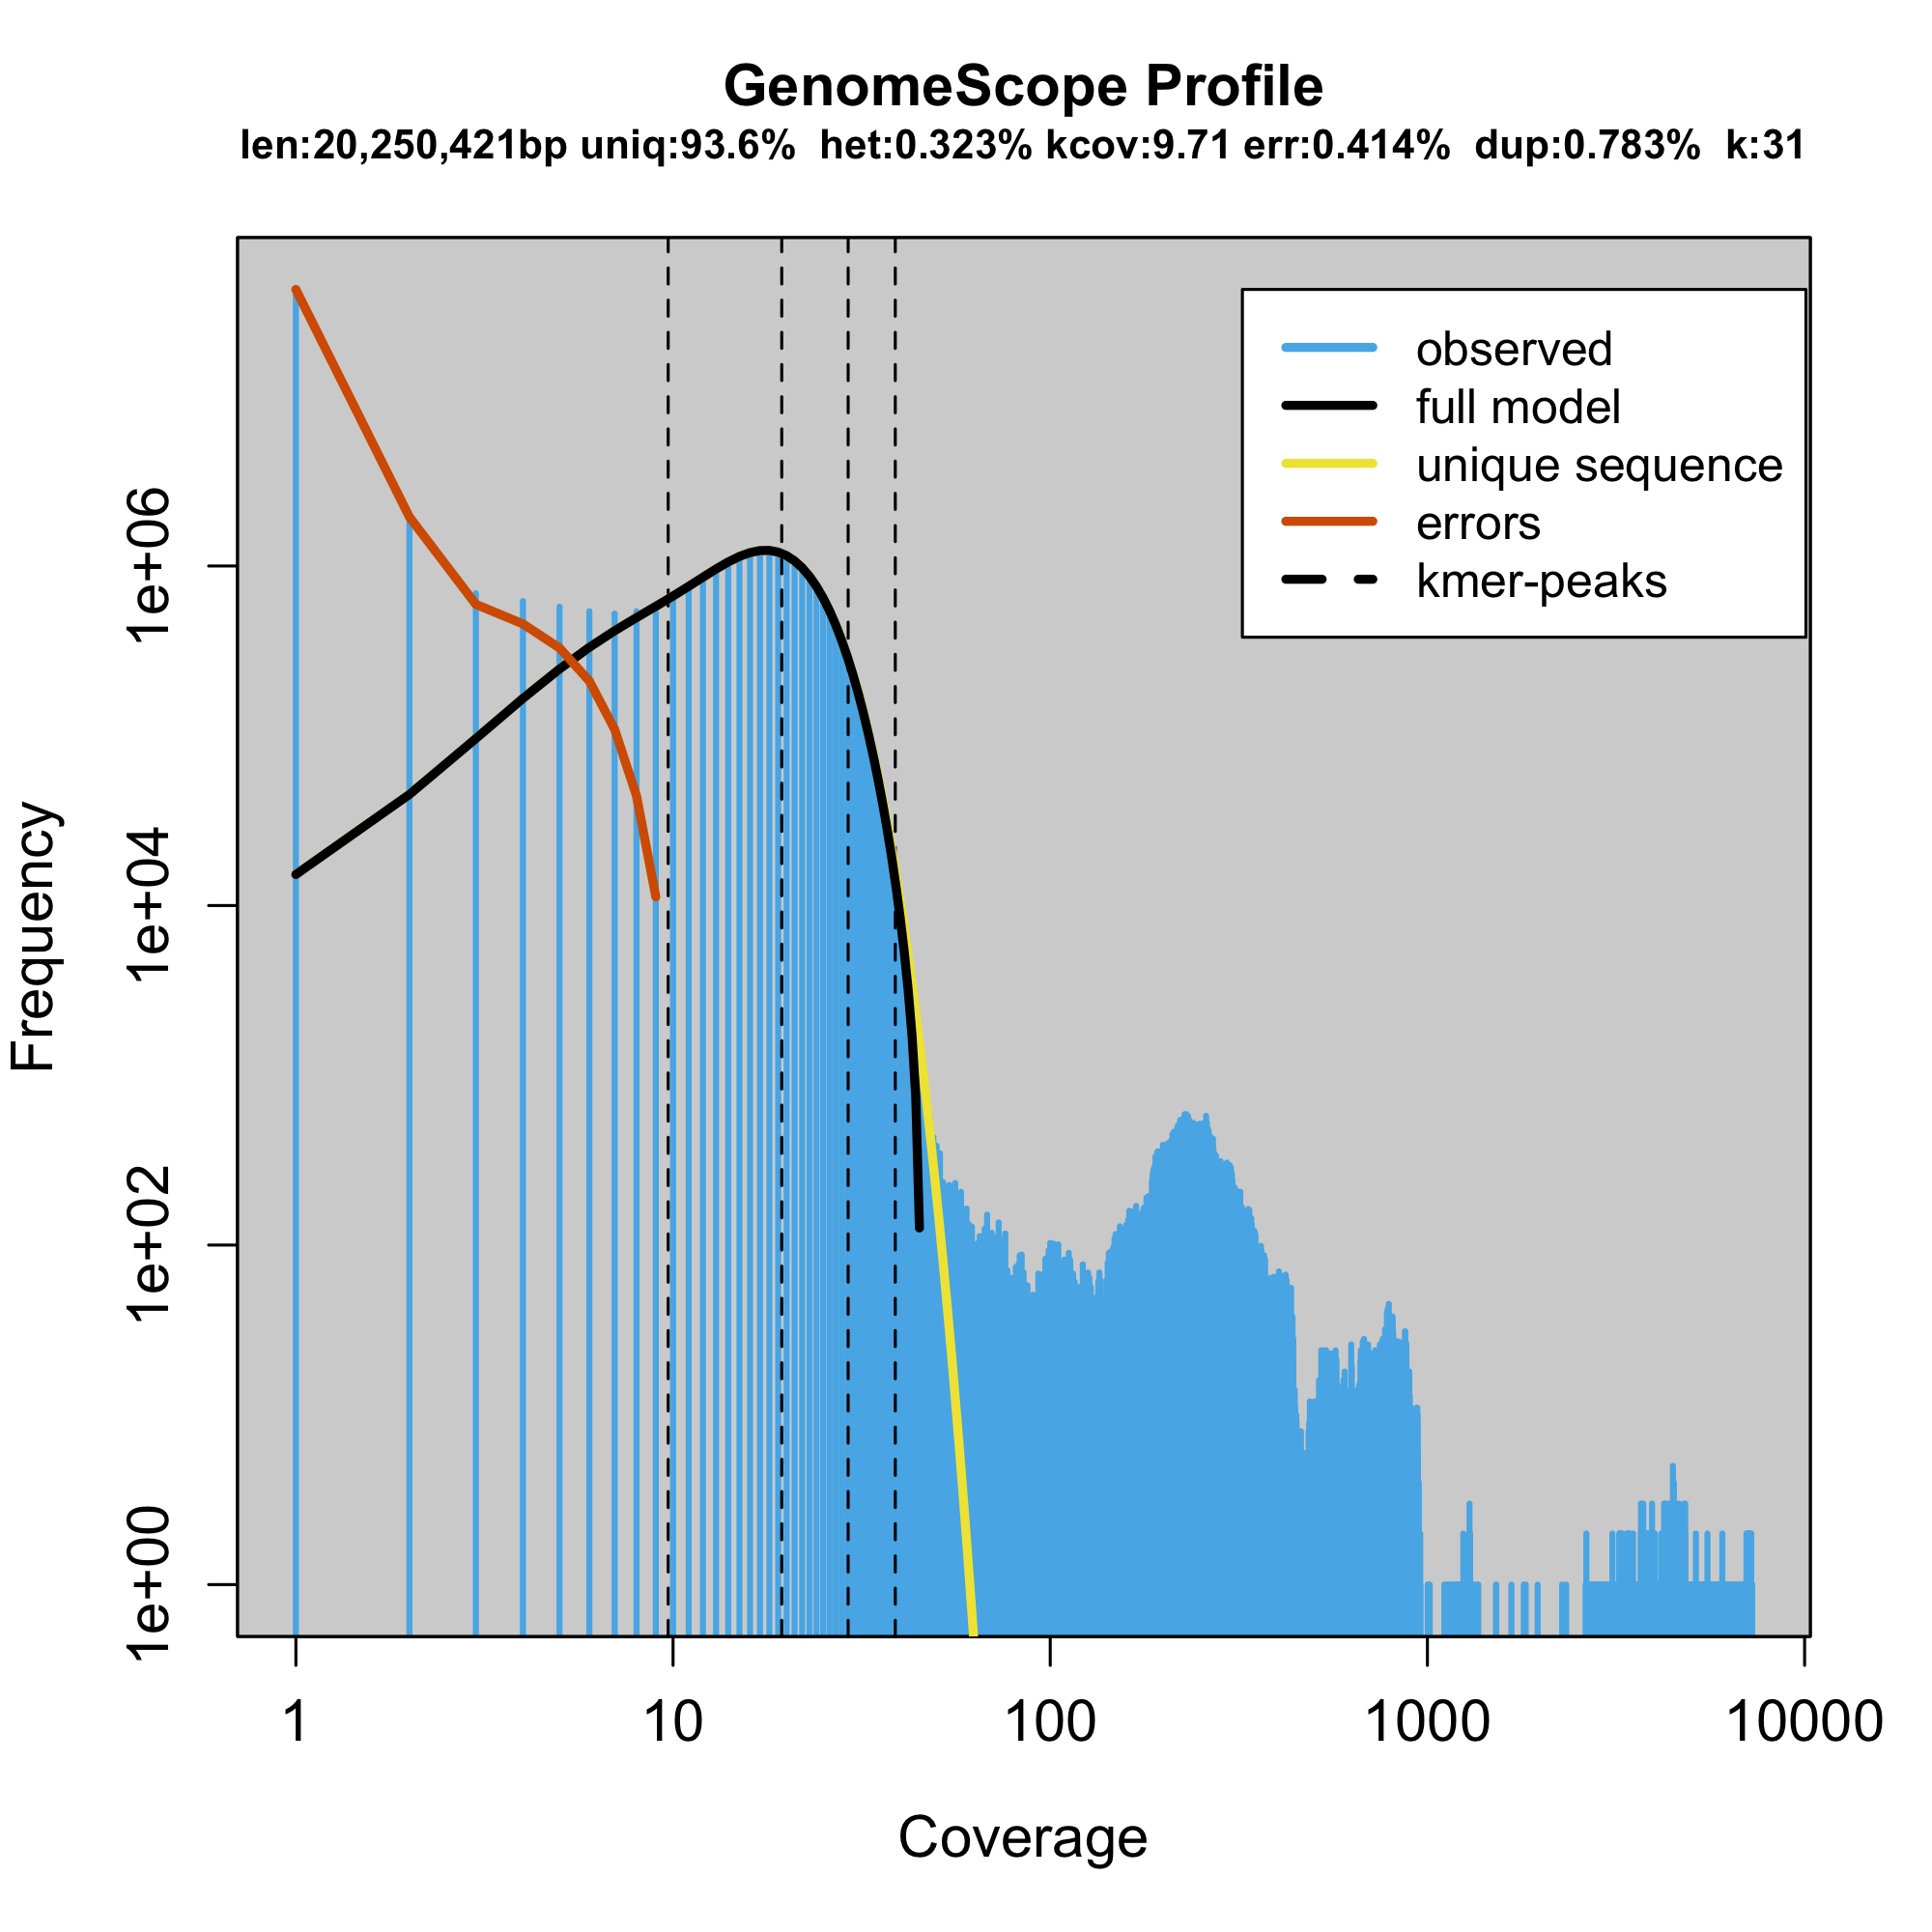 GenomeScope Profile
len:20,250,421bp uniq:93.6% het:0.323% kcov:9.71 err:0.414% dup:0.783% k:31
observed
full model
unique sequence
errors
kmer-peaks
Frequency
1e+06
1e+04
1e+02
1e+00
1 10 100 1000 10000
Coverage